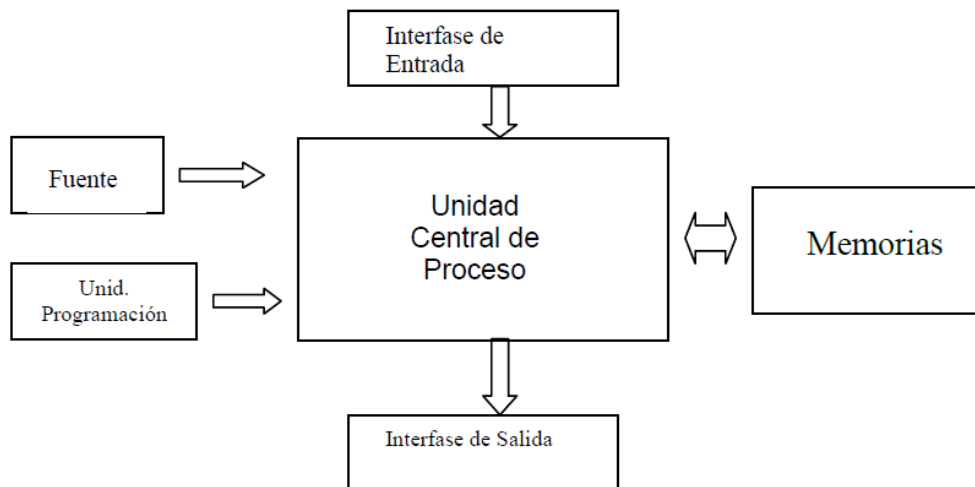 Interfase de
Entrada
Fuente
Unidad
Central de
Proceso
Memorias
Unid.
Programación
Interfase de Salida